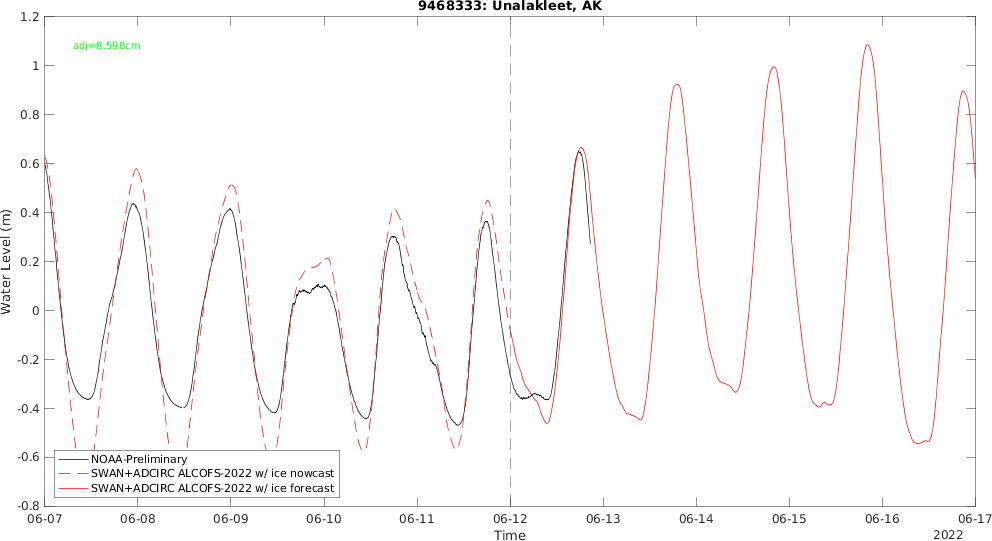 9468333: Unalakleet, AK
adj=8.598cm
1.2
1
0.8
0.6
0.4
0.2
0
-0.2
-0.4
-0.6
-0.8
Water Level (m)
NOAA-Preliminary
SWAN+ADCIRC ALCOFS-2022 w/ ice nowcast
SWAN+ADCIRC ALCOFS-2022 w/ ice forecast
06-07 06-08 06-09 06-10 06-11 06-12 06-13 06-14 06-15 06-16 06-17
Time
2022